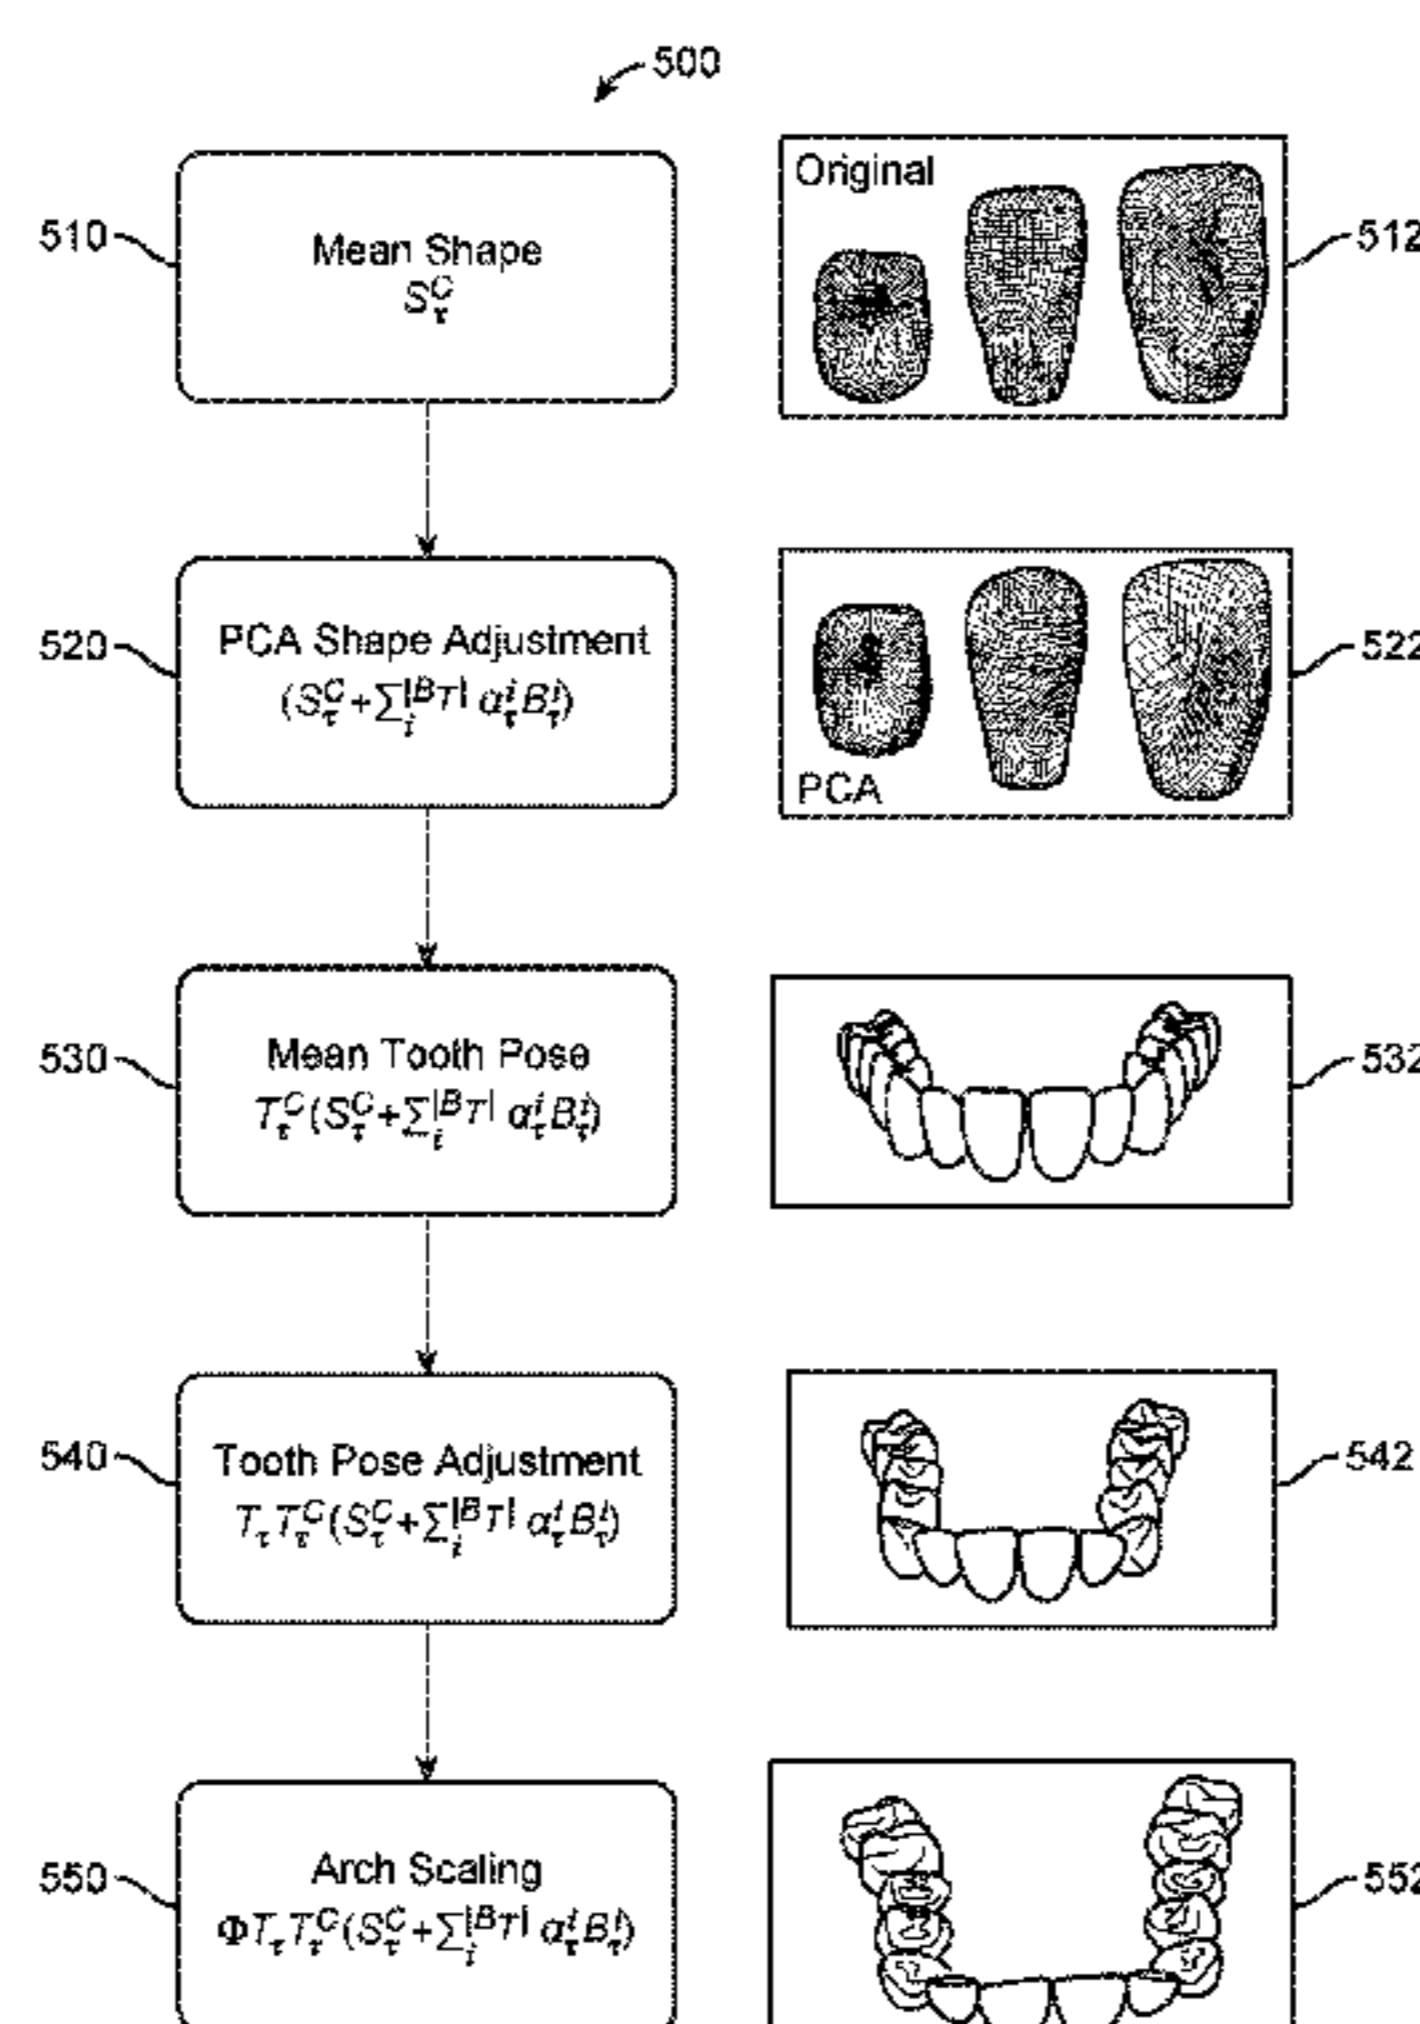 500
510
Mean Shape
S_τ^C
Original
512
520
PCA Shape Adjustment
(S_τ^C+∑_i^|B_T| α_τ^i B_τ^i)
PCA
522
530
Mean Tooth Pose
T_τ^C(S_τ^C+∑_i^|B_T| α_τ^i B_τ^i)
532
540
Tooth Pose Adjustment
T_τ T_τ^C(S_τ^C+∑_i^|B_T| α_τ^i B_τ^i)
542
550
Arch Scaling
ΦT_τ T_τ^C(S_τ^C+∑_i^|B_T| α_τ^i B_τ^i)
552